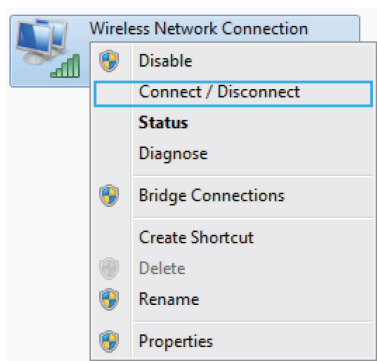 Wireless Network Connection
Disable
Connect / Disconnect
Status
Diagnose
Bridge Connections
Create Shortcut
Delete
Rename
Properties